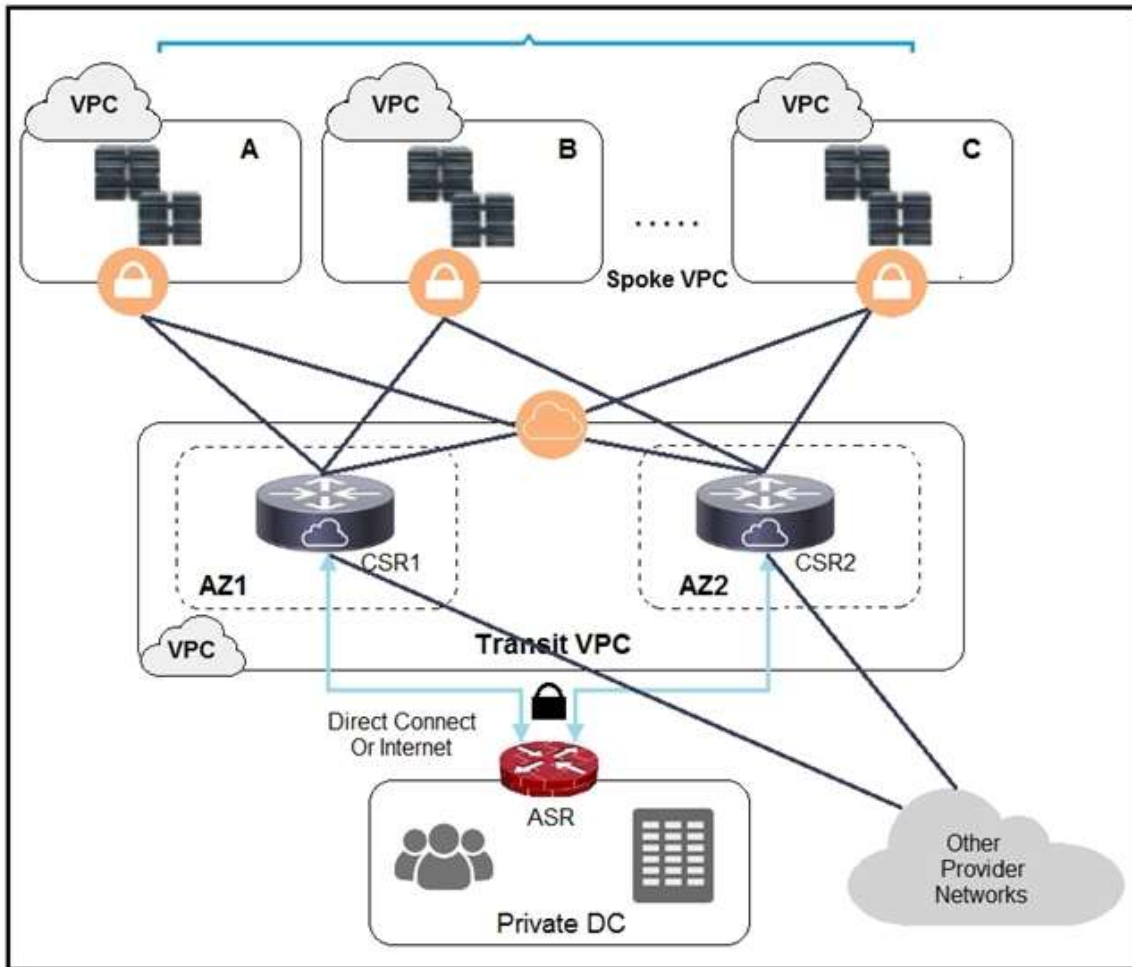 VPC
VPC
VPC
A
B
C
.....
Spoke VPC
CSR1
CSR2
AZ1
AZ2
Transit VPC
VPC
Direct Connect
Or Internet
ASR
Other
Provider
Networks
Private DC